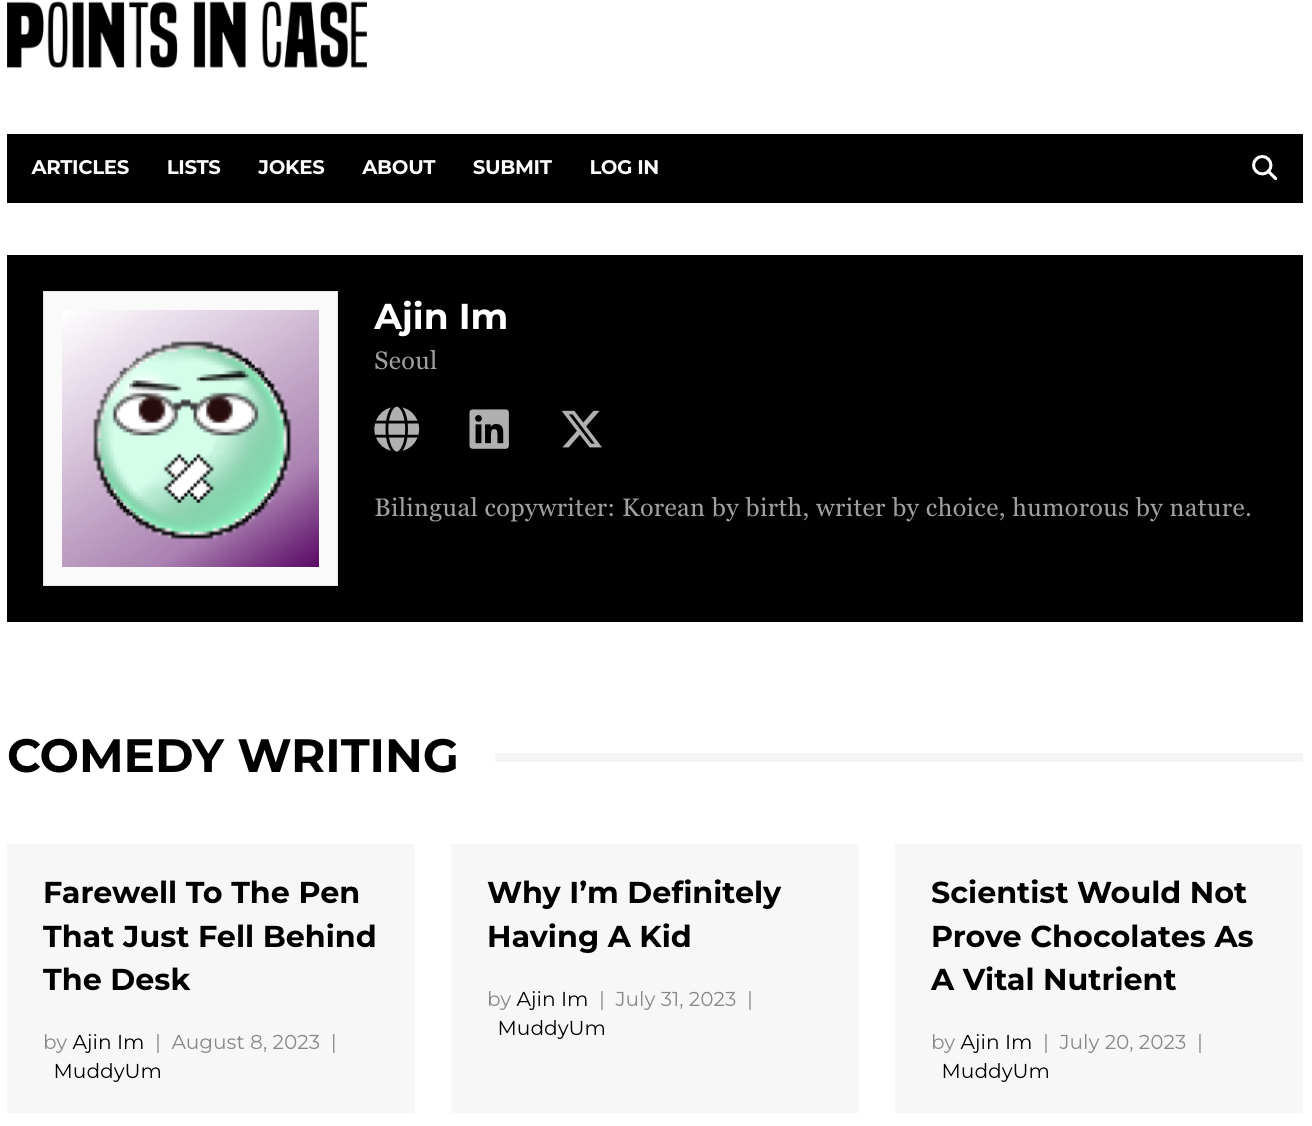 POINTS IN CASE
ARTICLES LISTS JOKES ABOUT SUBMIT LOG IN
Ajin Im
Seoul
Bilingual copywriter: Korean by birth, writer by choice, humorous by nature.
COMEDY WRITING
Farewell To The Pen
That Just Fell Behind
The Desk
by Ajin Im | August 8, 2023 |
MuddyUm
Why I’m Definitely
Having A Kid
by Ajin Im | July 31, 2023 |
MuddyUm
Scientist Would Not
Prove Chocolates As
A Vital Nutrient
by Ajin Im | July 20, 2023 |
MuddyUm